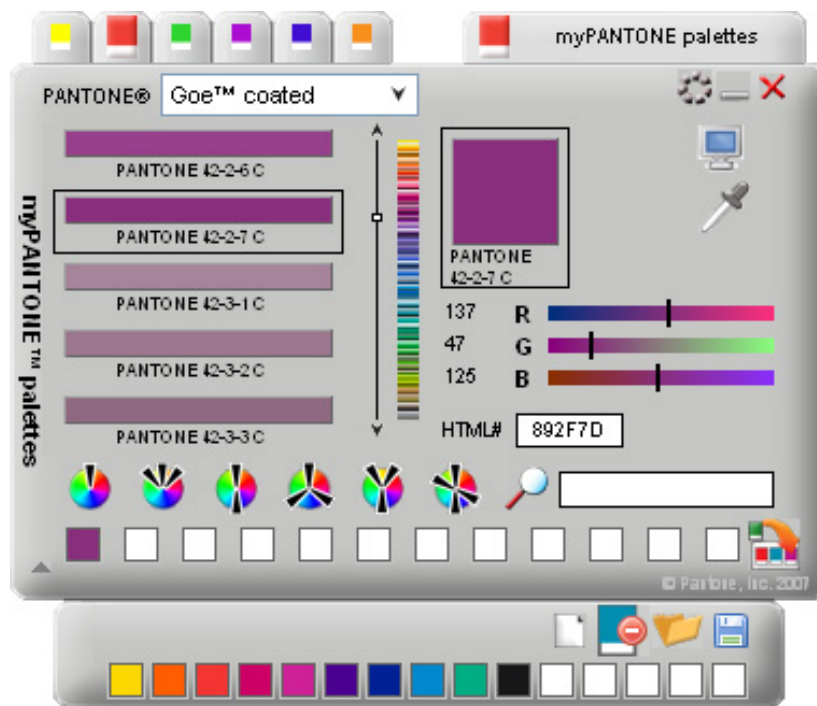 myPANTONE palettes
PANTONE® Goe™ coated
PANTONE 42-2-6 C
PANTONE 42-2-7 C
PANTONE 42-3-1 C
PANTONE 42-3-2 C
PANTONE 42-3-3 C
myPANTONE™ palettes
PANTONE
42-2-7 C
137 R
47 G
125 B
HTML# 892F7D
© Pantone, Inc. 2007